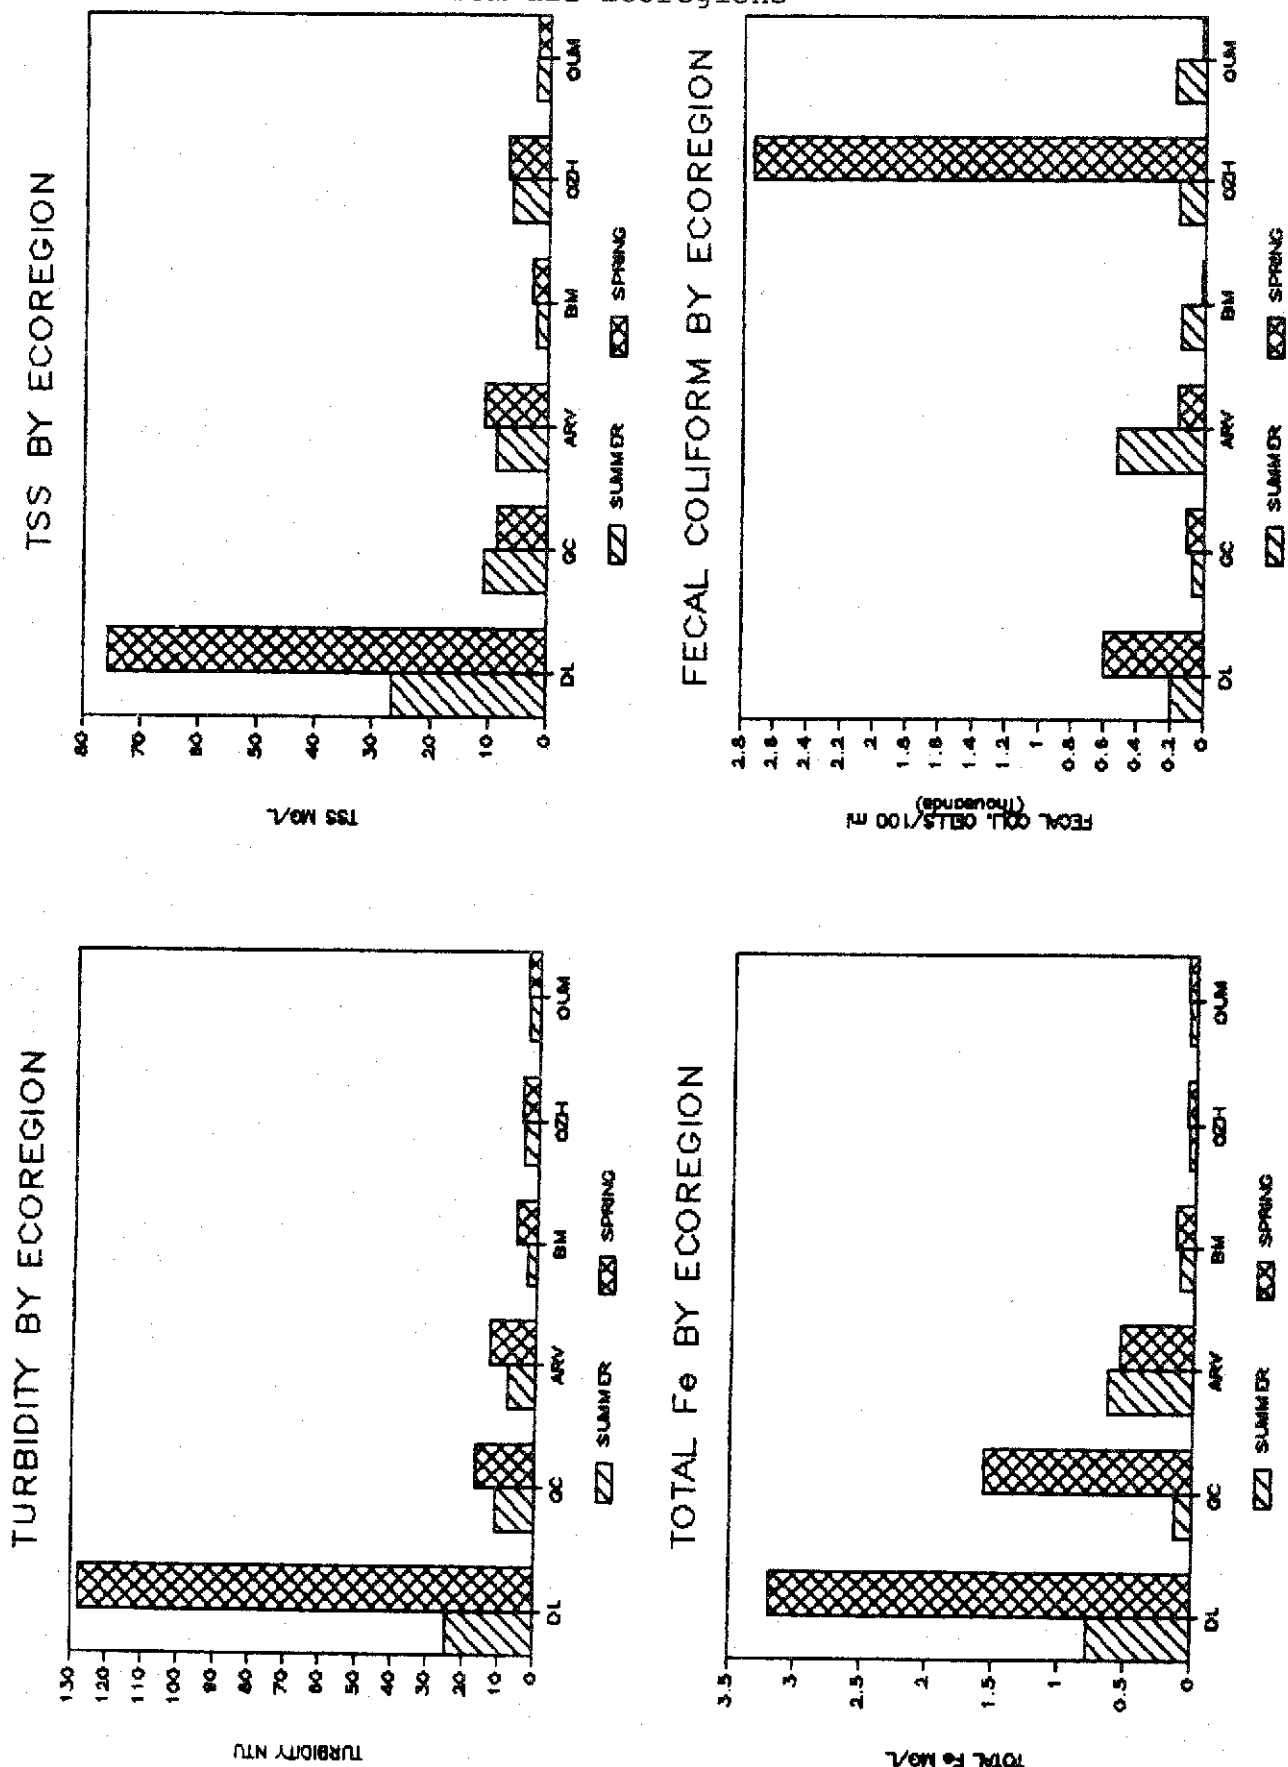 TURBIDITY BY ECOREGION
TURBIDITY NTU
130
120
110
100
90
80
70
60
50
40
30
20
10
0
DL
GC
ARV
BM
OZH
OUM
SUMMER
SPRING
TSS BY ECOREGION
TSS MG/L
80
70
60
50
40
30
20
10
0
DL
GC
ARV
BM
OZH
OUM
SUMMER
SPRING
TOTAL Fe BY ECOREGION
TOTAL Fe MG/L
3.5
3
2.5
2
1.5
1
0.5
0
DL
GC
ARV
BM
OZH
OUM
SUMMER
SPRING
FECAL COLIFORM BY ECOREGION
FECAL COLI. CELLS/100 ml
(Thousands)
2.8
2.6
2.4
2.2
2
1.8
1.6
1.4
1.2
1
0.8
0.6
0.4
0.2
0
DL
GC
ARV
BM
OZH
OUM
SUMMER
SPRING